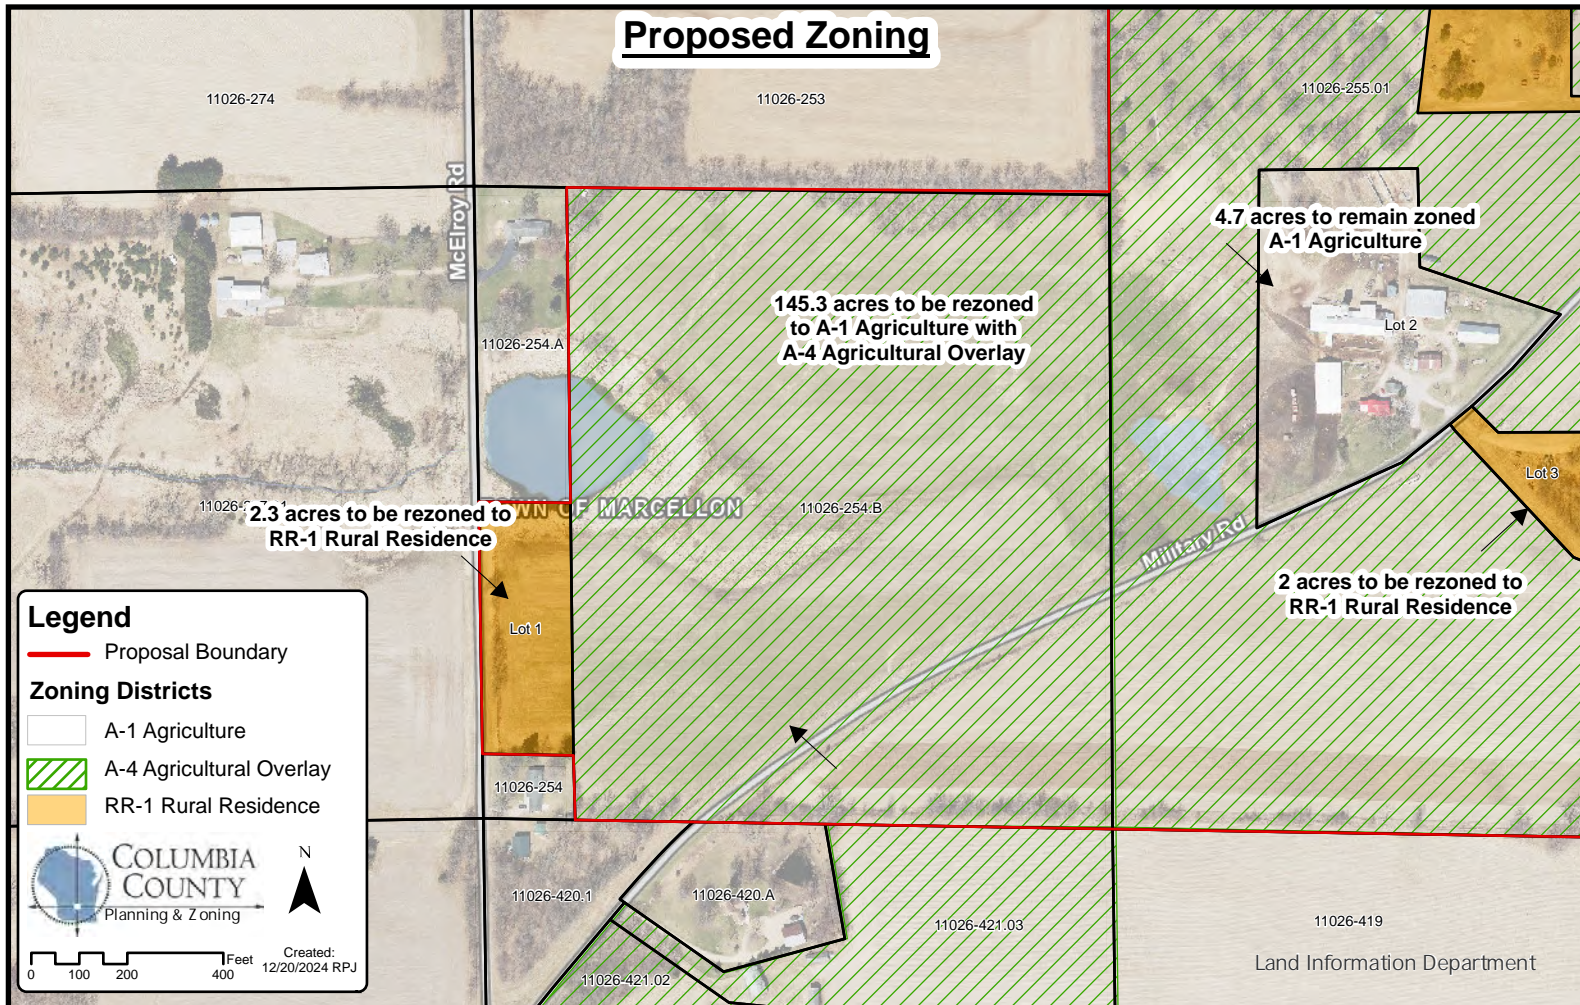 Proposed Zoning
11026-274
11026-253
11026-255.01
McElroy Rd
4.7 acres to remain zoned
A-1 Agriculture
145.3 acres to be rezoned
to A-1 Agriculture with
A-4 Agricultural Overlay
Lot 2
11026-254.A
Lot 3
TOWN OF MARCELLON
11026-254.B
2.3 acres to be rezoned to
RR-1 Rural Residence
Military Rd
2 acres to be rezoned to
RR-1 Rural Residence
Lot 1
Legend
Proposal Boundary
Zoning Districts
A-1 Agriculture
A-4 Agricultural Overlay
RR-1 Rural Residence
COLUMBIA
COUNTY
Planning & Zoning
N
Feet
0 100 200 400
Created:
12/20/2024 RPJ
11026-254
11026-420.1
11026-420.A
11026-421.03
11026-419
11026-421.02
Land Information Department